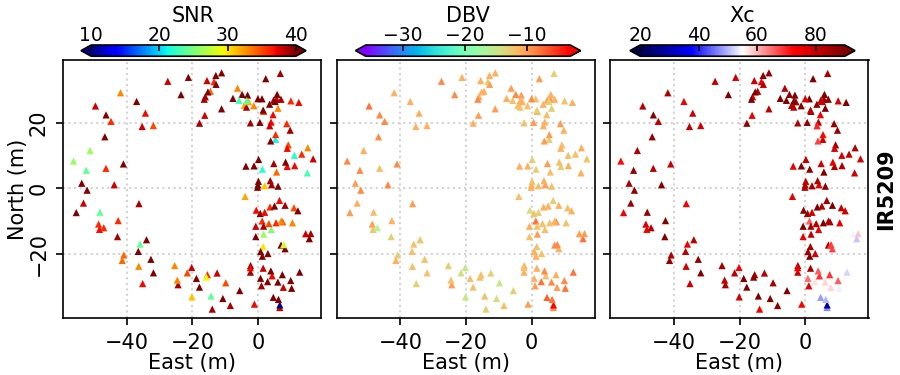 SNR DBV Xc
10 20 30 40 −30 −20 −10 20 40 60 80
North (m)
20
0
−20
−40 −20 0 −40 −20 0 −40 −20 0
East (m) East (m) East (m)
IR5209